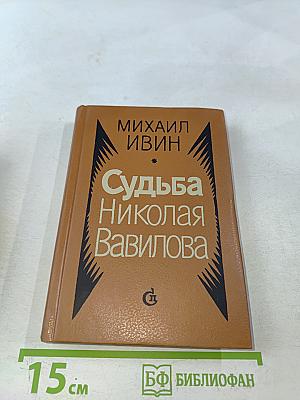 МИХАИЛ
ИВИН
Судьба
Николая
Вавилова
15 см
БФ БИБЛИОФАН